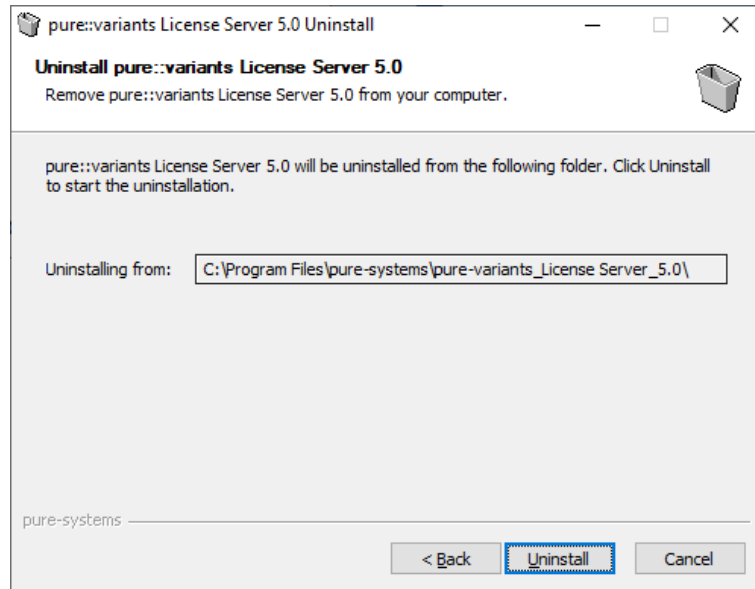 pure::variants License Server 5.0 Uninstall
Uninstall pure::variants License Server 5.0
Remove pure::variants License Server 5.0 from your computer.
pure::variants License Server 5.0 will be uninstalled from the following folder. Click Uninstall
to start the uninstallation.
Uninstalling from: C:\Program Files\pure-systems\pure-variants_License Server_5.0\
pure-systems
< Back Uninstall Cancel